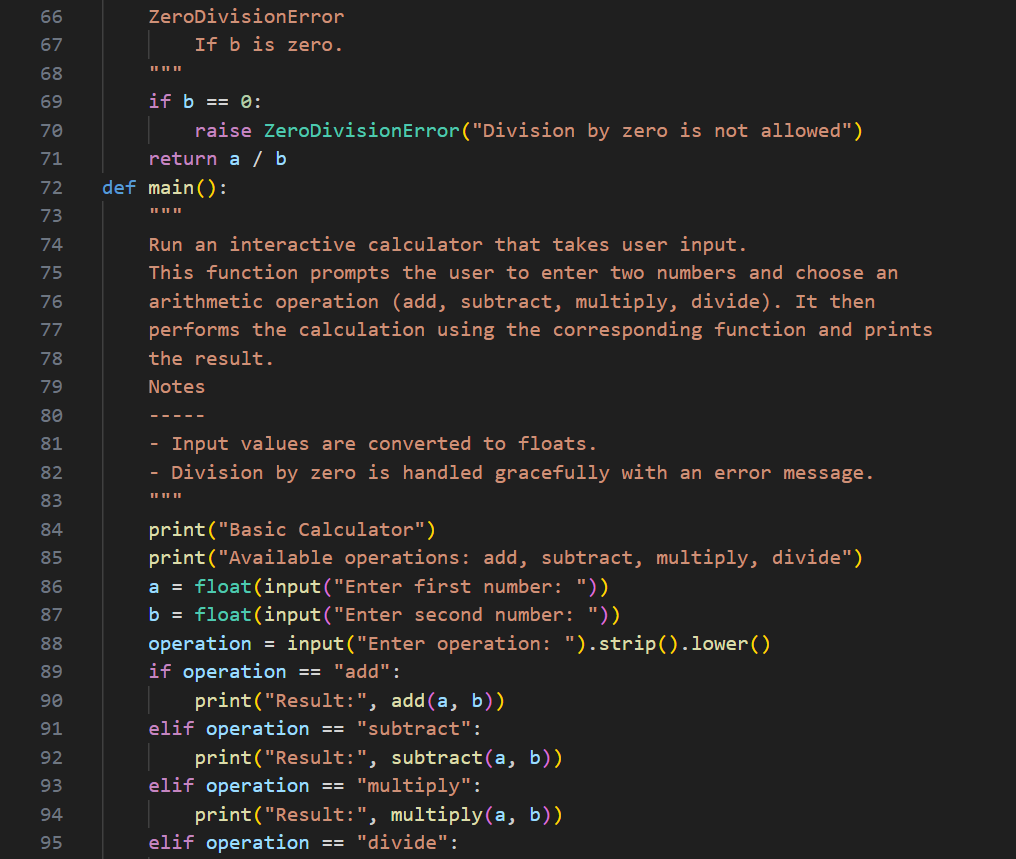 66 ZeroDivisionError
67 If b is zero.
68 """
69 if b == 0:
70 raise ZeroDivisionError("Division by zero is not allowed")
71 return a / b
72 def main():
73 """
74 Run an interactive calculator that takes user input.
75 This function prompts the user to enter two numbers and choose an
76 arithmetic operation (add, subtract, multiply, divide). It then
77 performs the calculation using the corresponding function and prints
78 the result.
79 Notes
80 -----
81 - Input values are converted to floats.
82 - Division by zero is handled gracefully with an error message.
83 """
84 print("Basic Calculator")
85 print("Available operations: add, subtract, multiply, divide")
86 a = float(input("Enter first number: "))
87 b = float(input("Enter second number: "))
88 operation = input("Enter operation: ").strip().lower()
89 if operation == "add":
90 print("Result:", add(a, b))
91 elif operation == "subtract":
92 print("Result:", subtract(a, b))
93 elif operation == "multiply":
94 print("Result:", multiply(a, b))
95 elif operation == "divide":